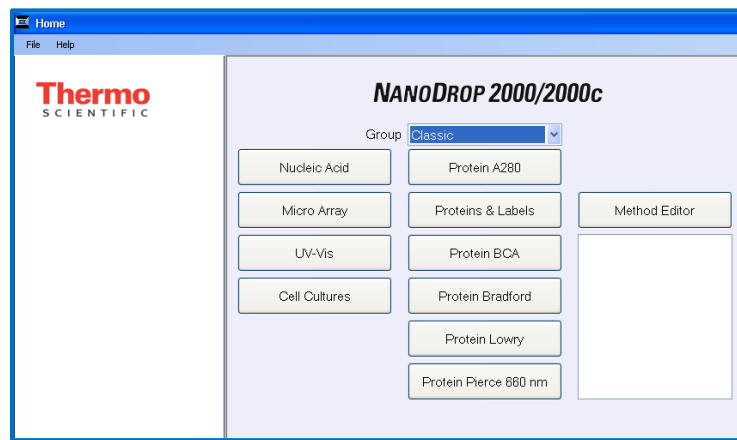 Home
File Help
Thermo
SCIENTIFIC
NANODROP 2000/2000C
Group Classic
Nucleic Acid Protein A280
Micro Array Proteins & Labels Method Editor
UV-Vis Protein BCA
Cell Cultures Protein Bradford
Protein Lowry
Protein Pierce 660 nm